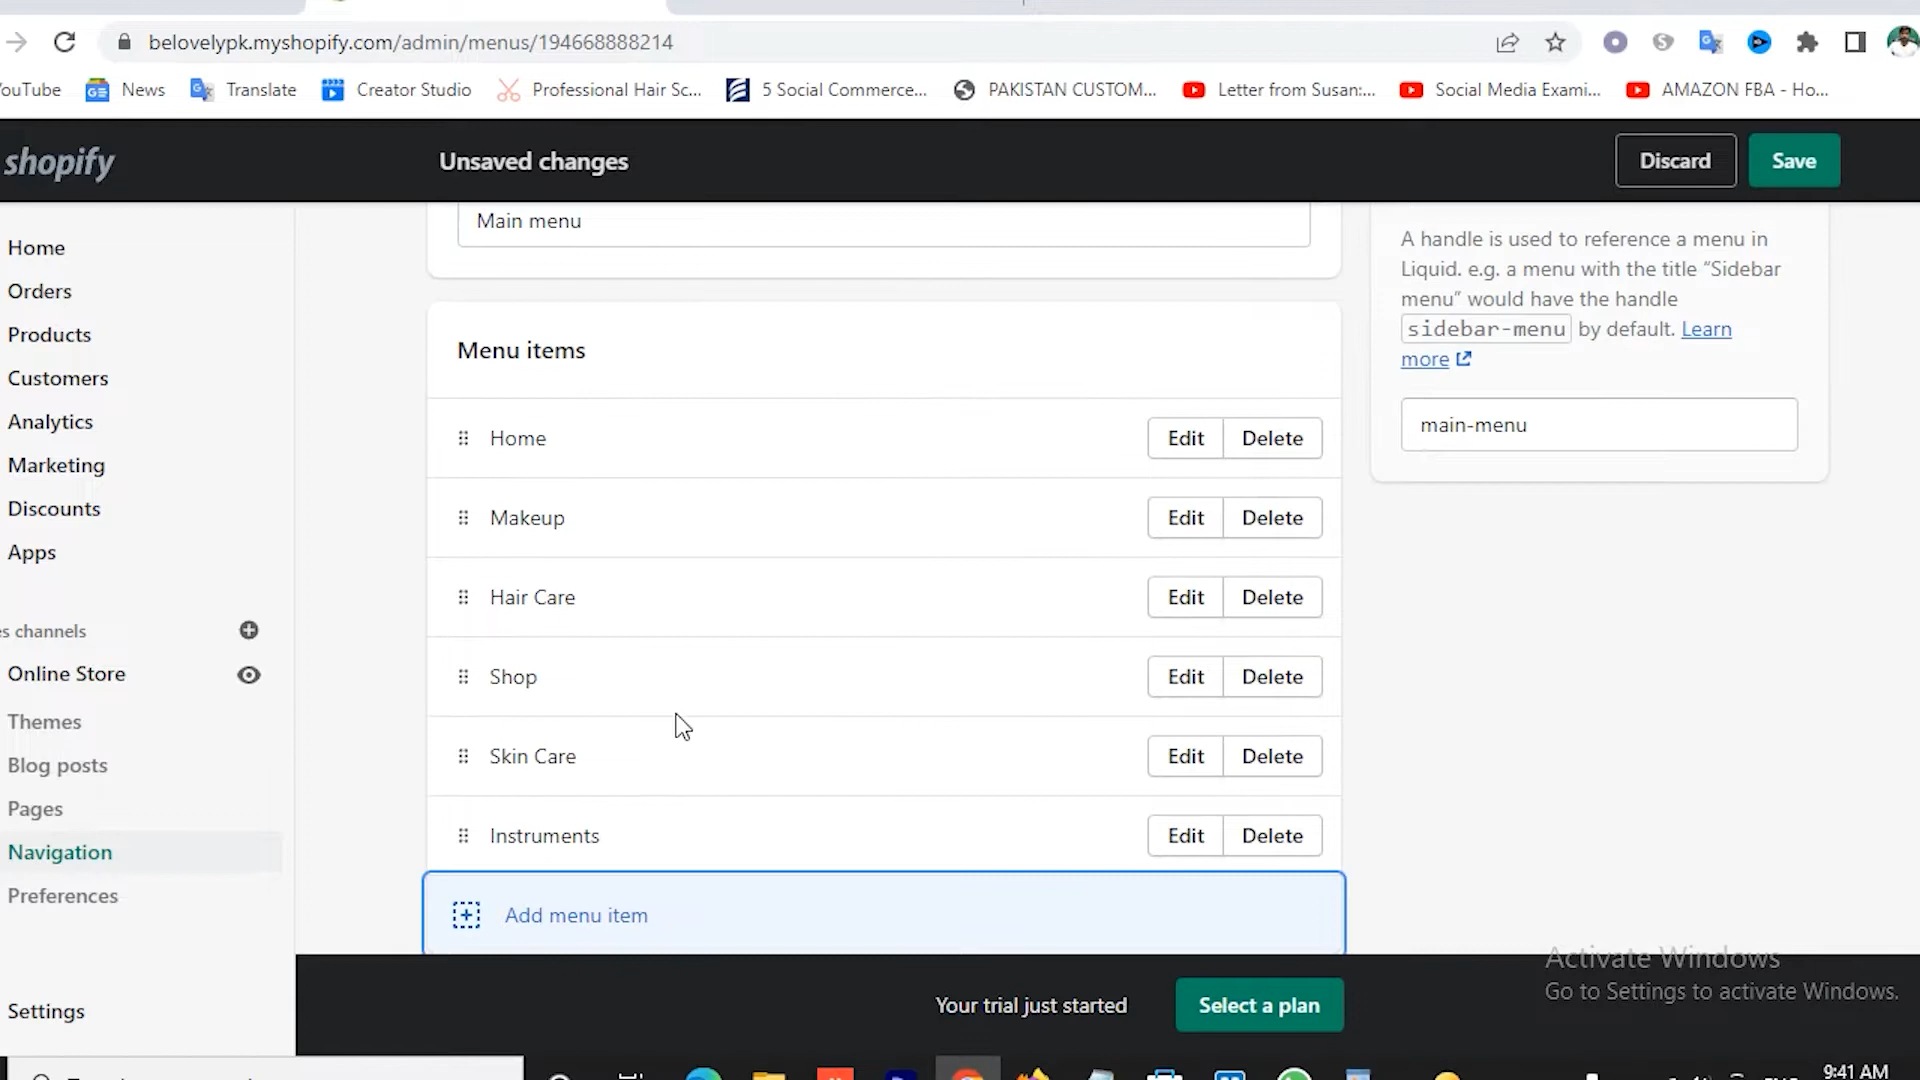 belovelypk.myshopify.com/admin/menus/194668888214
ouTube
News
Translate
Creator Studio
Professional Hair Sc...
5 Social Commerce...
PAKISTAN CUSTOM...
Letter from Susan:...
Social Media Exami...
AMAZON FBA - Ho...
shopify
Unsaved changes
Discard
Save
Home
Orders
Products
Customers
Analytics
Marketing
Discounts
Apps
es channels
Online Store
Themes
Blog posts
Pages
Navigation
Preferences
Settings
Main menu
Menu items
Home Edit Delete
Makeup Edit Delete
Hair Care Edit Delete
Shop Edit Delete
Skin Care Edit Delete
Instruments Edit Delete
Add menu item
A handle is used to reference a menu in
Liquid. e.g. a menu with the title “Sidebar
menu” would have the handle
sidebar-menu by default. Learn
more
main-menu
Your trial just started
Select a plan
Activate Windows
Go to Settings to activate Windows.
9:41 AM